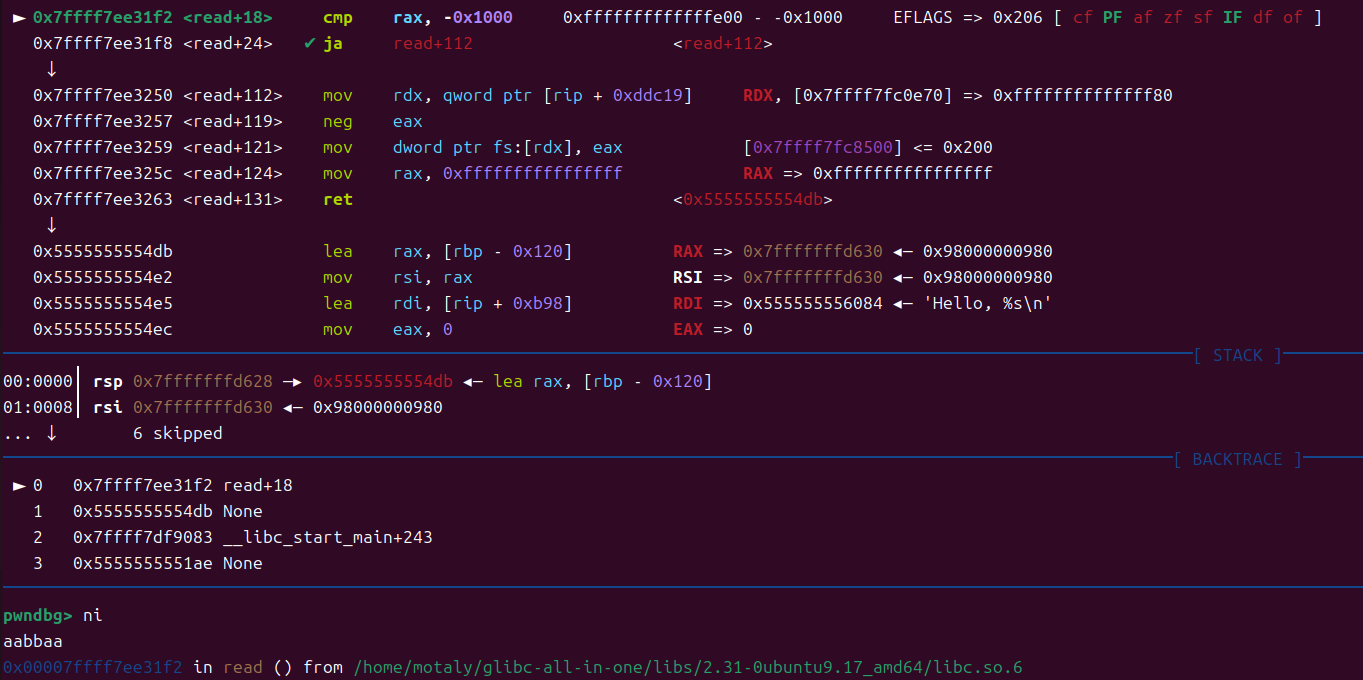 ► 0x7ffff7ee31f2 <read+18> cmp rax, -0x1000 0xfffffffffffffe00 - -0x1000 EFLAGS => 0x206 [ cf PF af zf sf IF df of ]
0x7ffff7ee31f8 <read+24> ✔ ja read+112 <read+112>
↓
0x7ffff7ee3250 <read+112> mov rdx, qword ptr [rip + 0xddc19] RDX, [0x7ffff7fc0e70] => 0xffffffffffffff80
0x7ffff7ee3257 <read+119> neg eax
0x7ffff7ee3259 <read+121> mov dword ptr fs:[rdx], eax [0x7ffff7fc8500] <= 0x200
0x7ffff7ee325c <read+124> mov rax, 0xffffffffffffffff RAX => 0xffffffffffffffff
0x7ffff7ee3263 <read+131> ret <0x5555555554db>
↓
0x5555555554db lea rax, [rbp - 0x120] RAX => 0x7fffffffd630 ◂— 0x98000000980
0x5555555554e2 mov rsi, rax RSI => 0x7fffffffd630 ◂— 0x98000000980
0x5555555554e5 lea rdi, [rip + 0xb98] RDI => 0x555555556084 ◂— 'Hello, %s\n'
0x5555555554ec mov eax, 0 EAX => 0
[ STACK ]
00:0000│ rsp 0x7fffffffd628 —▸ 0x5555555554db ◂— lea rax, [rbp - 0x120]
01:0008│ rsi 0x7fffffffd630 ◂— 0x98000000980
... ↓ 6 skipped
[ BACKTRACE ]
► 0 0x7ffff7ee31f2 read+18
1 0x5555555554db None
2 0x7ffff7df9083 __libc_start_main+243
3 0x5555555551ae None
pwndbg> ni
aabbaa
0x00007ffff7ee31f2 in read () from /home/motaly/glibc-all-in-one/libs/2.31-0ubuntu9.17_amd64/libc.so.6